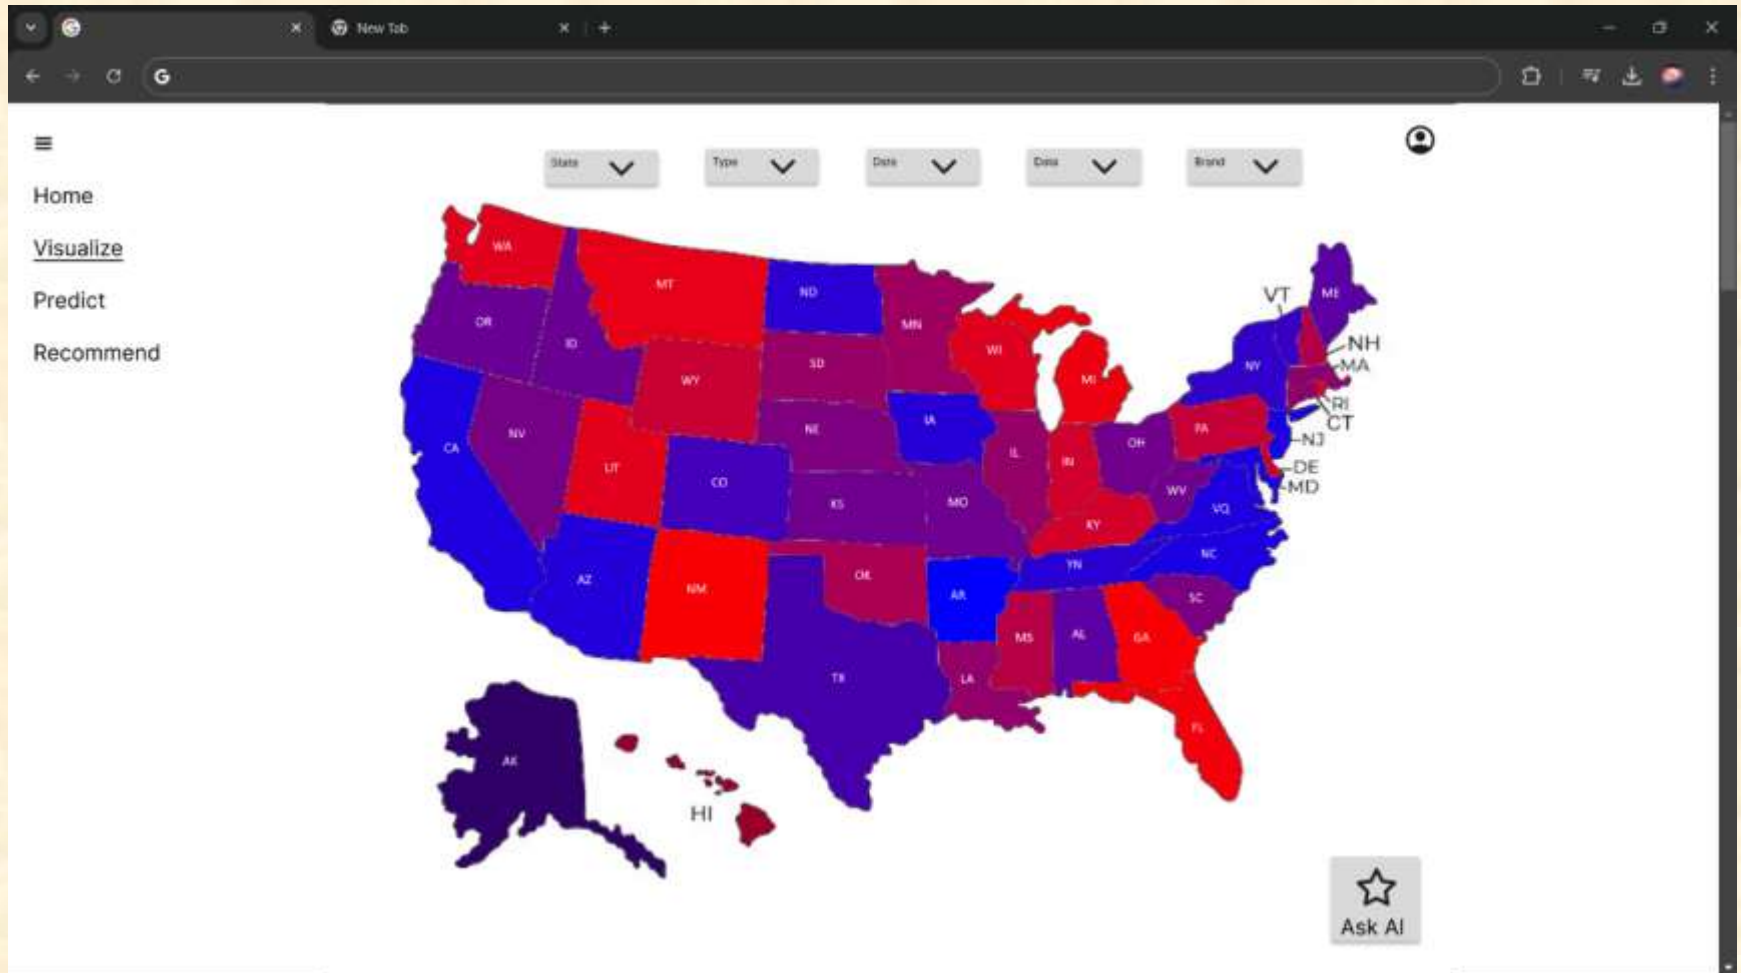 New Tab
State
Type
Date
Data
Brand
Home
Visualize
Predict
Recommend
WA
MT
ND
MN
OR
ID
WY
SD
WI
MI
VT
ME
NH
MA
RI
CT
NJ
DE
MD
NY
PA
CA
NV
UT
CO
NE
IA
IL
IN
OH
WV
KS
MO
KY
VQ
NC
YN
AZ
NM
OK
AR
SC
MS
AL
GA
TX
LA
FL
AK
HI
Ask AI